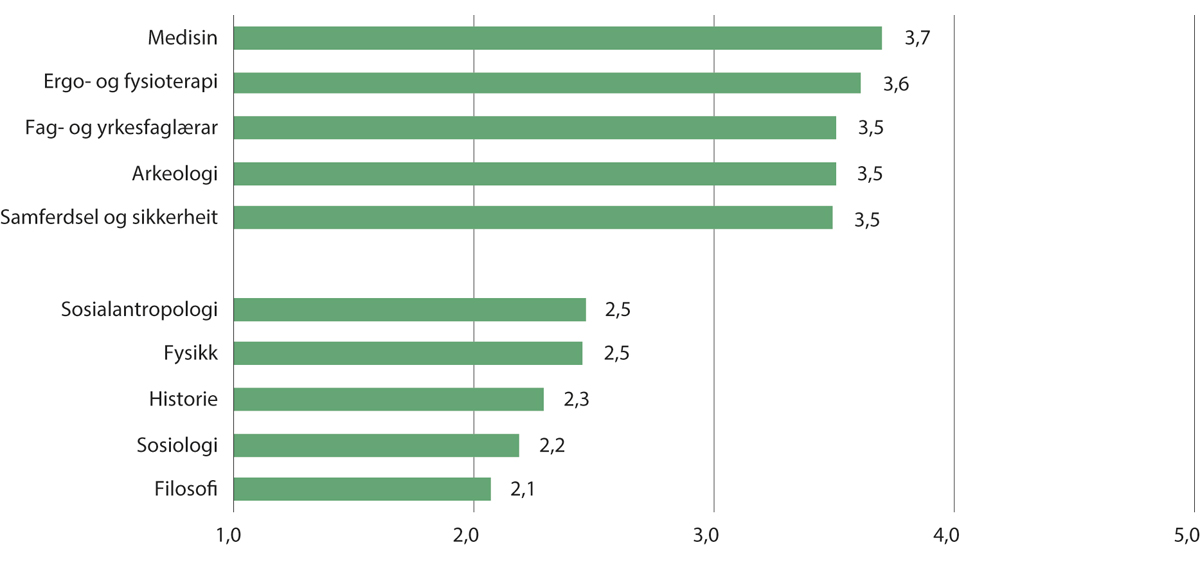 Medisin 3,7
Ergo- og fysioterapi 3,6
Fag- og yrkesfaglærar 3,5
Arkeologi 3,5
Samferdsel og sikkerheit 3,5
Sosialantropologi 2,5
Fysikk 2,5
Historie 2,3
Sosiologi 2,2
Filosofi 2,1
1,0 2,0 3,0 4,0 5,0